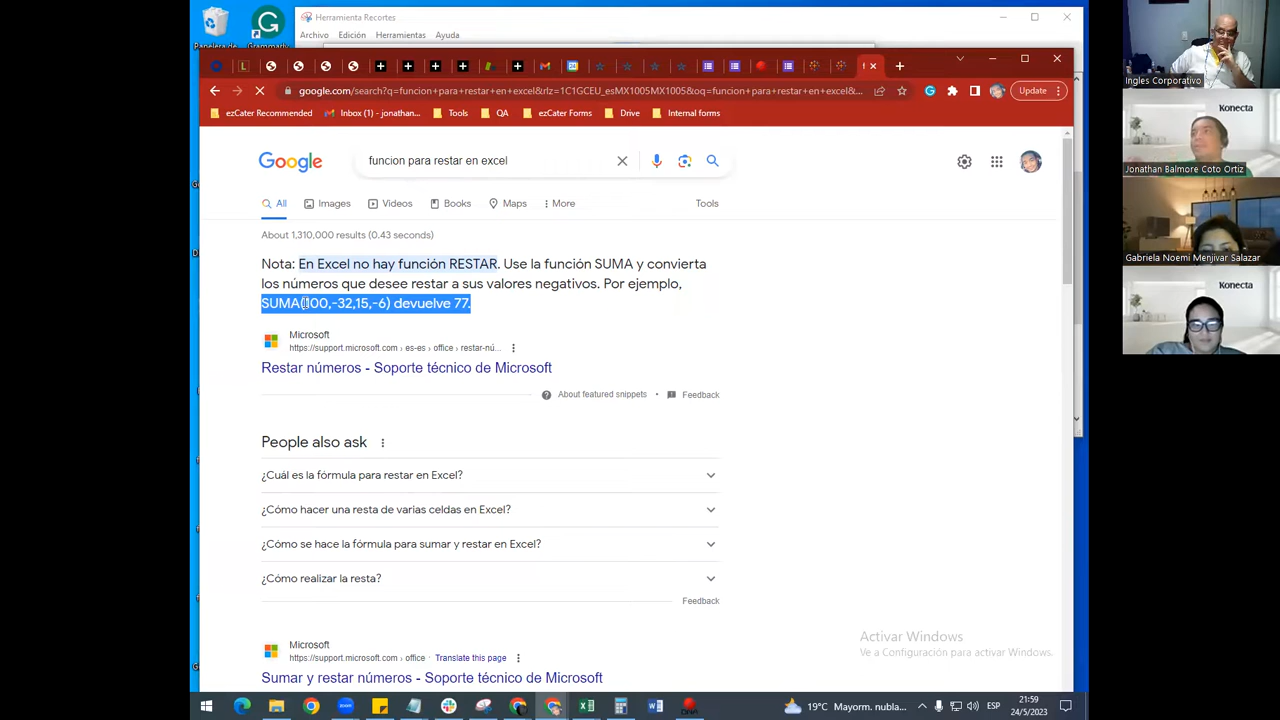 Herramienta Recortes
Archivo Edición Herramientas Ayuda
google.com/search?q=funcion+para+restar+en+excel&rlz=1C1GCEU_esMX1005MX1005&oq=funcion+para+restar+en+excel&...
Update
ezCater Recommended
Inbox (1) - jonathan...
Tools
QA
ezCater Forms
Drive
Internal forms
Google
funcion para restar en excel
All
Images
Videos
Books
Maps
More
Tools
About 1,310,000 results (0.43 seconds)
Nota: En Excel no hay función RESTAR. Use la función SUMA y convierta
los números que desee restar a sus valores negativos. Por ejemplo,
SUMA(100,-32,15,-6) devuelve 77.
Microsoft
https://support.microsoft.com › es-es › office › restar-nú...
Restar números - Soporte técnico de Microsoft
About featured snippets • Feedback
People also ask
¿Cuál es la fórmula para restar en Excel?
¿Cómo hacer una resta de varias celdas en Excel?
¿Cómo se hace la fórmula para sumar y restar en Excel?
¿Cómo realizar la resta?
Feedback
Microsoft
https://support.microsoft.com › office · Translate this page
Sumar y restar números - Soporte técnico de Microsoft
Activar Windows
Ve a Configuración para activar Windows.
19°C Mayorm. nubla...
ESP
21:59
24/5/2023
Ingles Corporativo
Konecta
Jonathan Balmore Coto Ortiz
Gabriela Noemi Menjivar Salazar
Konecta